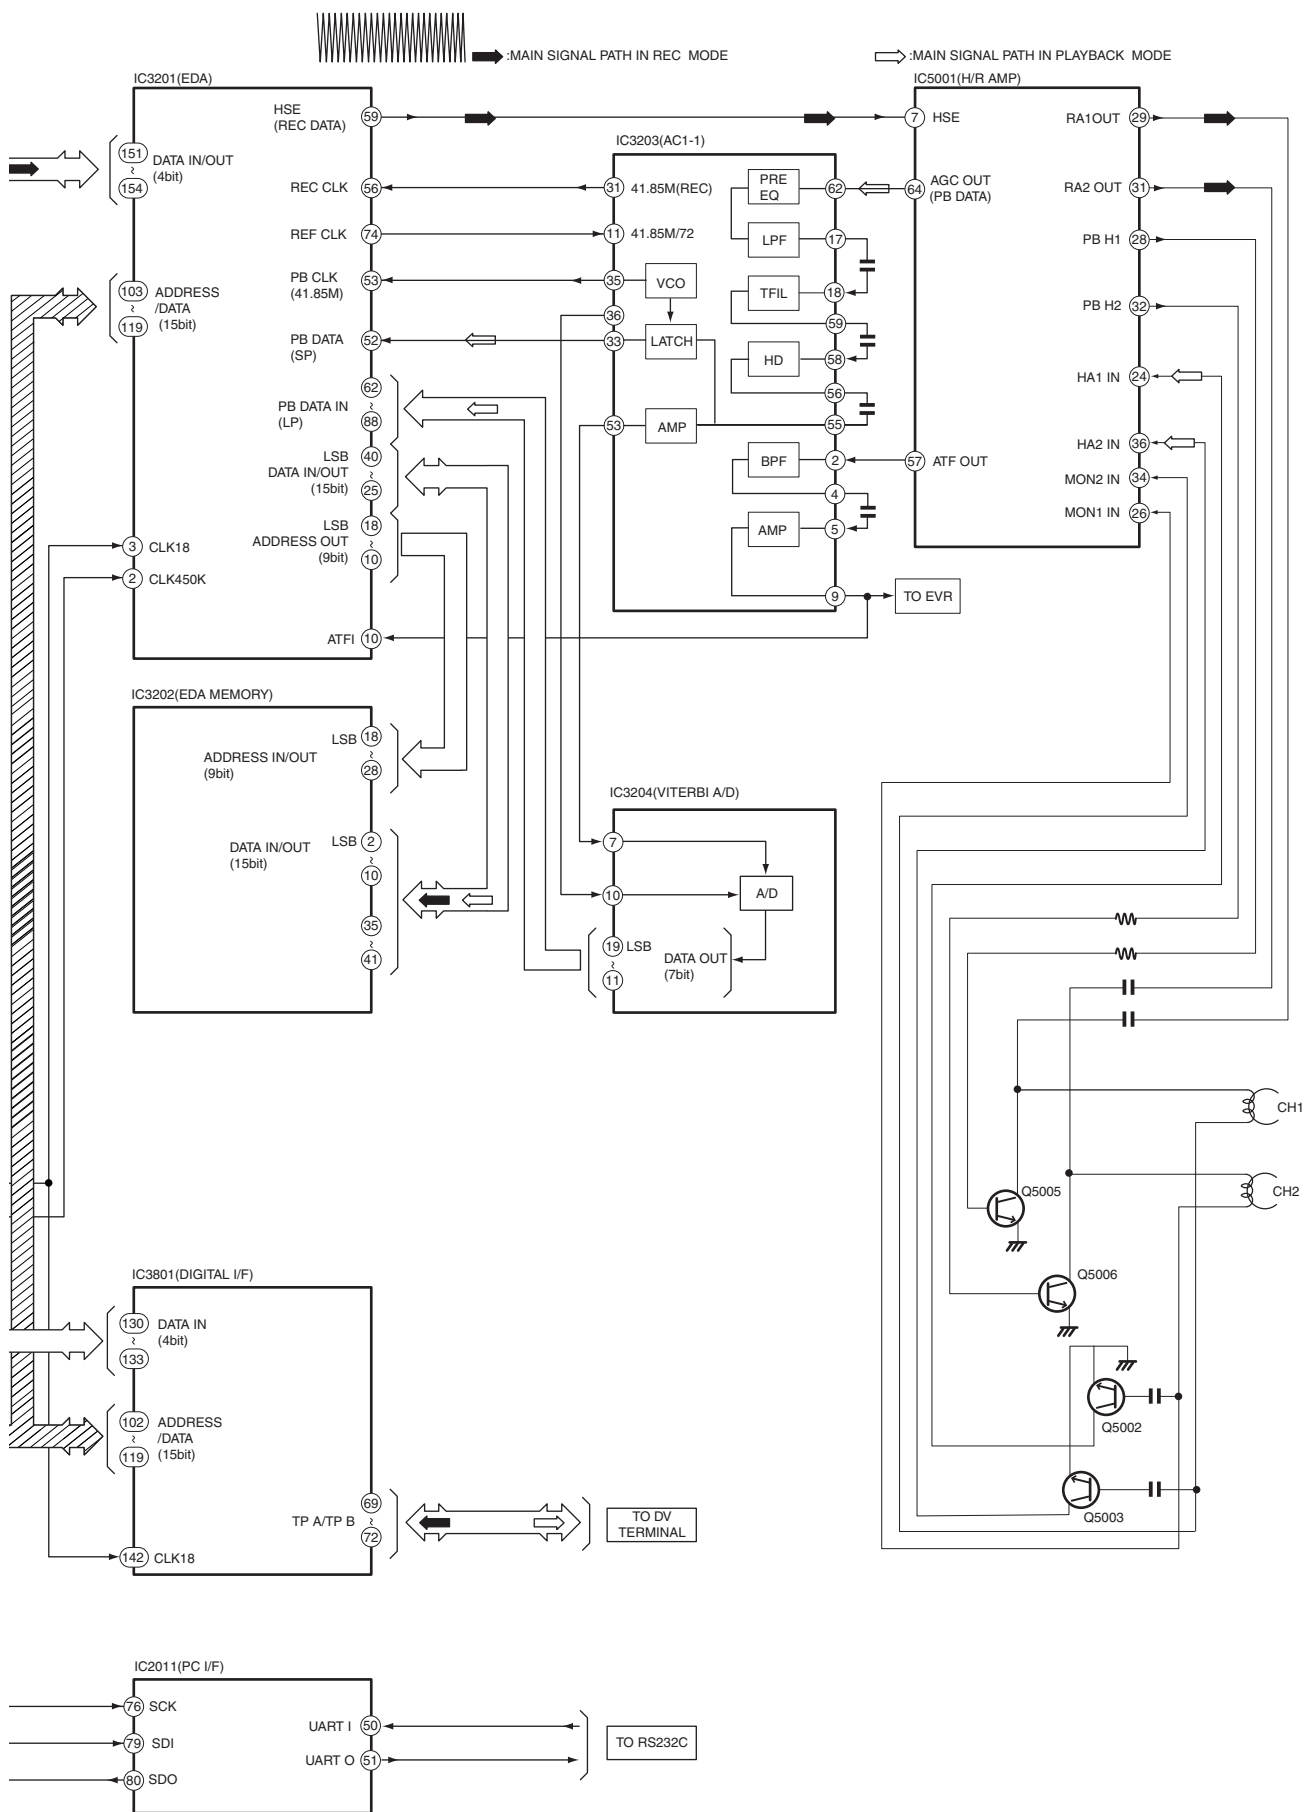 :MAIN SIGNAL PATH IN REC MODE
:MAIN SIGNAL PATH IN PLAYBACK MODE
IC3201(EDA)
HSE
(REC DATA)
59
151
~
154
DATA IN/OUT
(4bit)
REC CLK
56
REF CLK
74
103
~
119
ADDRESS
/DATA
(15bit)
PB CLK
(41.85M)
53
PB DATA
(SP)
52
62
~
88
PB DATA IN
(LP)
LSB
DATA IN/OUT
(15bit)
40
~
25
LSB
ADDRESS OUT
(9bit)
18
~
10
3
CLK18
2
CLK450K
ATFI
10
IC3203(AC1-1)
31
41.85M(REC)
11
41.85M/72
35
36
33
53
VCO
LATCH
AMP
PRE
EQ
62
LPF
17
TFIL
18
59
HD
58
56
55
BPF
2
4
AMP
5
9
TO EVR
IC5001(H/R AMP)
7
HSE
64
AGC OUT
(PB DATA)
57
ATF OUT
RA1OUT
29
RA2 OUT
31
PB H1
28
PB H2
32
HA1 IN
24
HA2 IN
36
MON2 IN
34
MON1 IN
26
IC3202(EDA MEMORY)
ADDRESS IN/OUT
(9bit)
LSB
18
~
28
DATA IN/OUT
(15bit)
LSB
2
~
10
35
~
41
IC3204(VITERBI A/D)
7
10
A/D
19
~
11
LSB
DATA OUT
(7bit)
CH1
CH2
Q5005
Q5006
Q5002
Q5003
IC3801(DIGITAL I/F)
130
~
133
DATA IN
(4bit)
102
~
119
ADDRESS
/DATA
(15bit)
TP A/TP B
69
~
72
TO DV
TERMINAL
142
CLK18
IC2011(PC I/F)
76
SCK
79
SDI
80
SDO
UART I
50
UART O
51
TO RS232C